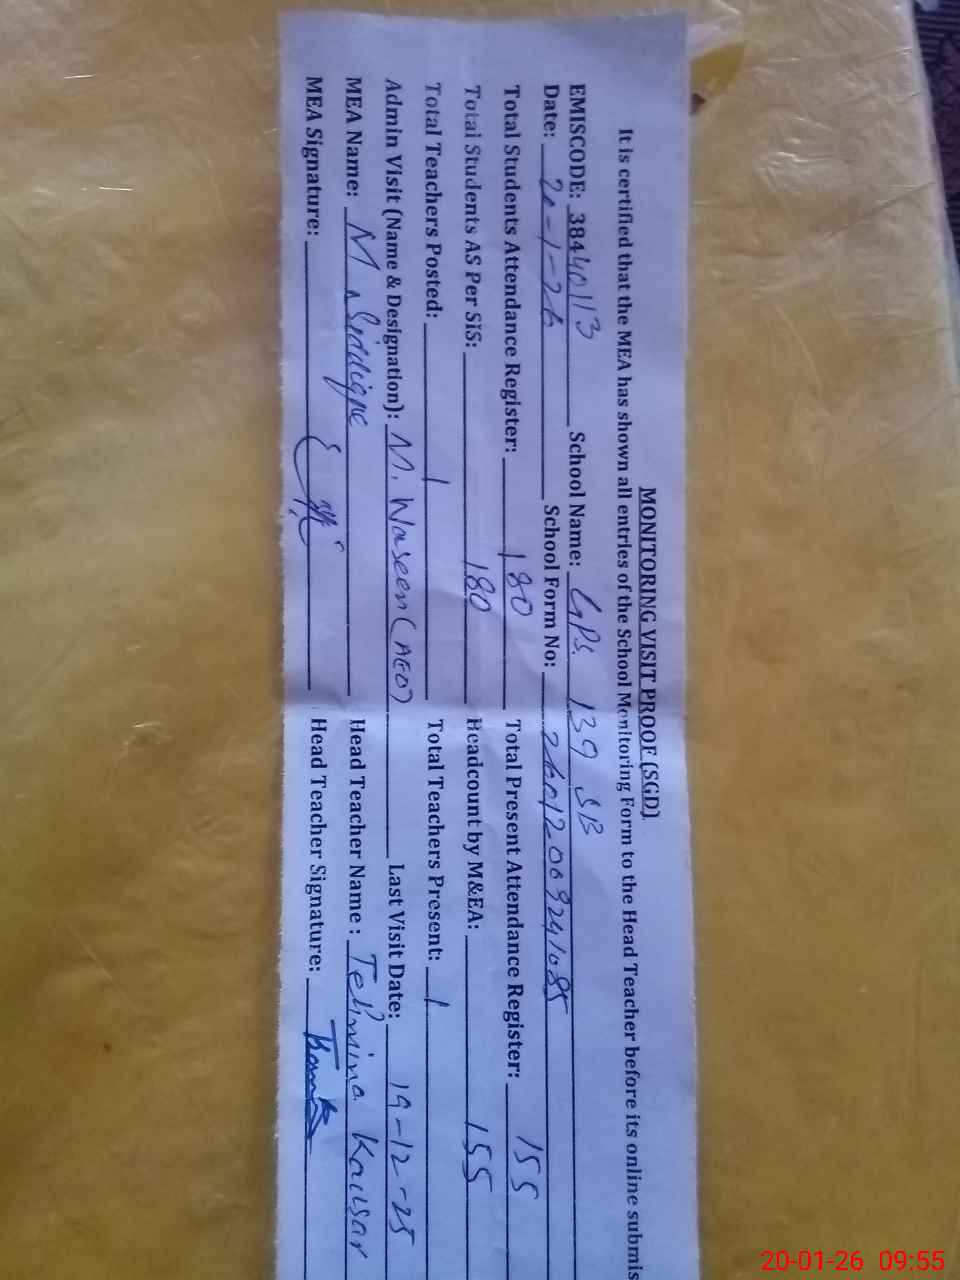 MONITORING VISIT PROOF (SGD)
It is certified that the MEA has shown all entries of the School Monitoring Form to the Head Teacher before its online submis
EMISCODE: 38440113 School Name: GPS 139 SB
Date: 20-1-26 School Form No: 26012009241085
Total Students Attendance Register: 180 Total Present Attendance Register: 155
Total Students AS Per SiS: 180 Headcount by M&EA: 155
Total Teachers Posted: 1 Total Teachers Present: 1
Admin Visit (Name & Designation): M. Waseem (AEO) Last Visit Date: 19-12-25
MEA Name: M Siddique Head Teacher Name : Tehmina Kausar
MEA Signature: Head Teacher Signature:
20-01-26 09:55